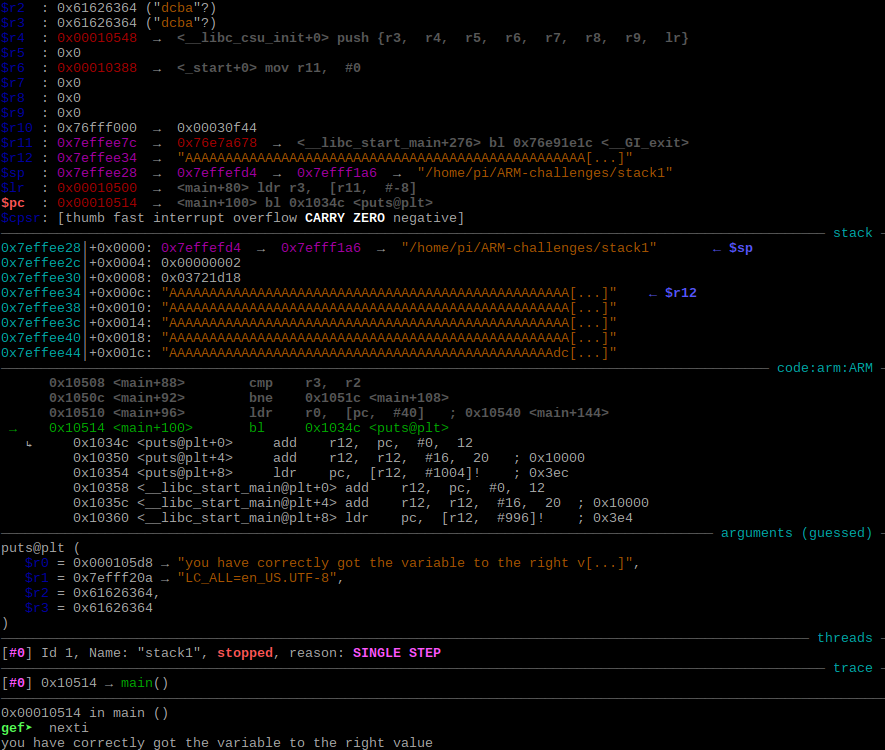 $r2  : 0x61626364 ("dcba"?)
$r3  : 0x61626364 ("dcba"?)
$r4  : 0x00010548  →  <__libc_csu_init+0> push {r3,  r4,  r5,  r6,  r7,  r8,  r9,  lr}
$r5  : 0x0
$r6  : 0x00010388  →  <_start+0> mov r11,  #0
$r7  : 0x0
$r8  : 0x0
$r9  : 0x0
$r10 : 0x76fff000  →  0x00030f44
$r11 : 0x7effee7c  →  0x76e7a678  →  <__libc_start_main+276> bl 0x76e91e1c <__GI_exit>
$r12 : 0x7effee34  →  "AAAAAAAAAAAAAAAAAAAAAAAAAAAAAAAAAAAAAAAAAAAAAAAAAA[...]"
$sp  : 0x7effee28  →  0x7effefd4  →  0x7efff1a6  →  "/home/pi/ARM-challenges/stack1"
$lr  : 0x00010500  →  <main+80> ldr r3,  [r11,  #-8]
$pc  : 0x00010514  →  <main+100> bl 0x1034c <puts@plt>
$cpsr: [thumb fast interrupt overflow CARRY ZERO negative]
stack
0x7effee28│+0x0000: 0x7effefd4  →  0x7efff1a6  →  "/home/pi/ARM-challenges/stack1"       ← $sp
0x7effee2c│+0x0004: 0x00000002
0x7effee30│+0x0008: 0x03721d18
0x7effee34│+0x000c: "AAAAAAAAAAAAAAAAAAAAAAAAAAAAAAAAAAAAAAAAAAAAAAAAAA[...]"    ← $r12
0x7effee38│+0x0010: "AAAAAAAAAAAAAAAAAAAAAAAAAAAAAAAAAAAAAAAAAAAAAAAAAA[...]"
0x7effee3c│+0x0014: "AAAAAAAAAAAAAAAAAAAAAAAAAAAAAAAAAAAAAAAAAAAAAAAAAA[...]"
0x7effee40│+0x0018: "AAAAAAAAAAAAAAAAAAAAAAAAAAAAAAAAAAAAAAAAAAAAAAAAAA[...]"
0x7effee44│+0x001c: "AAAAAAAAAAAAAAAAAAAAAAAAAAAAAAAAAAAAAAAAAAAAAAAAdc[...]"
code:arm:ARM
0x10508 <main+88>        cmp    r3,  r2
0x1050c <main+92>        bne    0x1051c <main+108>
0x10510 <main+96>        ldr    r0,  [pc,  #40]   ; 0x10540 <main+144>
→    0x10514 <main+100>       bl     0x1034c <puts@plt>
↳     0x1034c <puts@plt+0>     add    r12,  pc,  #0,  12
0x10350 <puts@plt+4>     add    r12,  r12,  #16,  20   ; 0x10000
0x10354 <puts@plt+8>     ldr    pc,  [r12,  #1004]!    ; 0x3ec
0x10358 <__libc_start_main@plt+0> add    r12,  pc,  #0,  12
0x1035c <__libc_start_main@plt+4> add    r12,  r12,  #16,  20  ; 0x10000
0x10360 <__libc_start_main@plt+8> ldr    pc,  [r12,  #996]!    ; 0x3e4
arguments (guessed)
puts@plt (
$r0 = 0x000105d8 → "you have correctly got the variable to the right v[...]",
$r1 = 0x7efff20a → "LC_ALL=en_US.UTF-8",
$r2 = 0x61626364,
$r3 = 0x61626364
)
threads
[#0] Id 1, Name: "stack1", stopped, reason: SINGLE STEP
trace
[#0] 0x10514 → main()
0x00010514 in main ()
gef➤  nexti
you have correctly got the variable to the right value